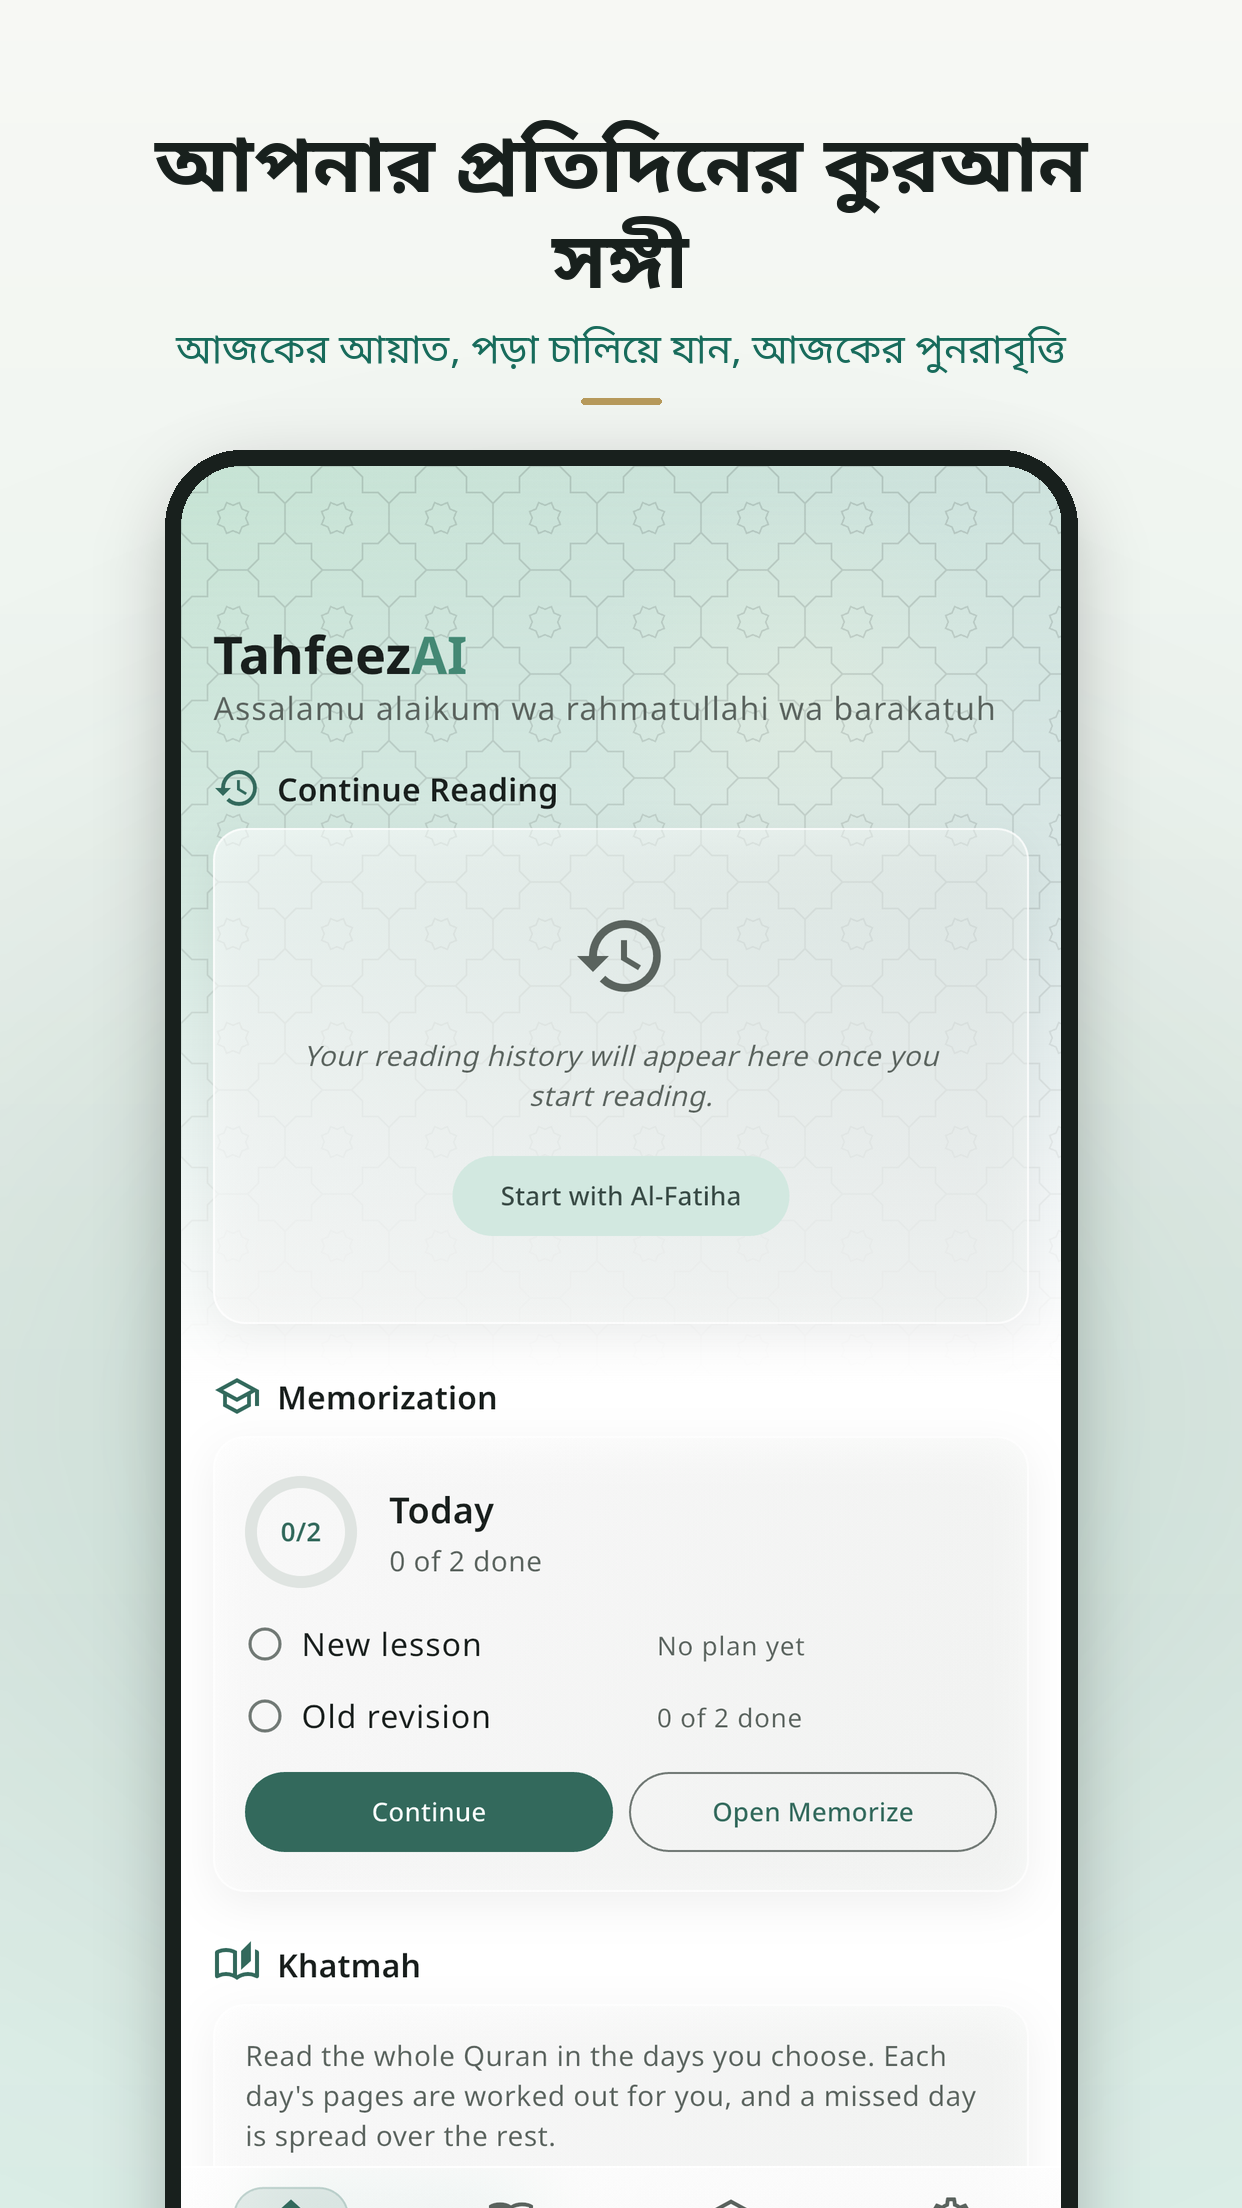 আপনার প্রতিদিনের কুরআন
সঙ্গী
আজকের আয়াত, পড়া চালিয়ে যান, আজকের পুনরাবৃত্তি
TahfeezAI
Assalamu alaikum wa rahmatullahi wa barakatuh
Continue Reading
Your reading history will appear here once you
start reading.
Start with Al-Fatiha
Memorization
0/2
Today
0 of 2 done
New lesson
No plan yet
Old revision
0 of 2 done
Continue
Open Memorize
Khatmah
Read the whole Quran in the days you choose. Each
day's pages are worked out for you, and a missed day
is spread over the rest.